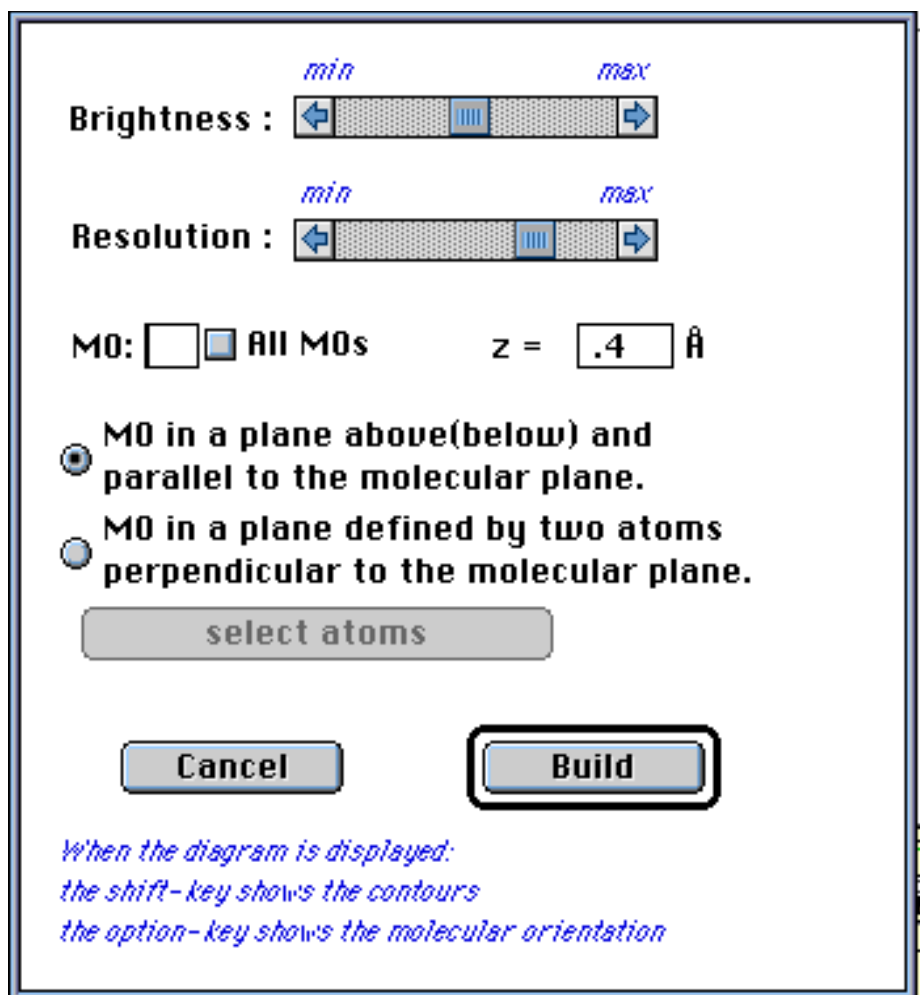 min max
Brightness :
min max
Resolution :
MO: All MOs z = .4 Å
MO in a plane above(below) and
parallel to the molecular plane.
MO in a plane defined by two atoms
perpendicular to the molecular plane.
select atoms
Cancel Build
When the diagram is displayed:
the shift-key shows the contours
the option-key shows the molecular orientation